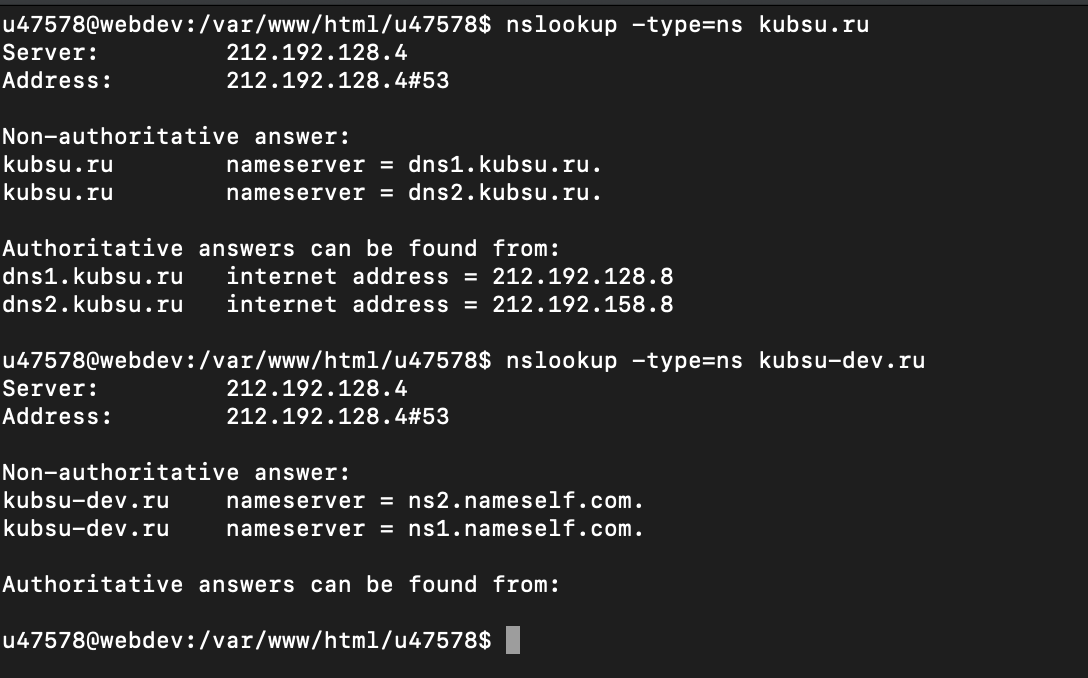 u47578@webdev:/var/www/html/u47578$ nslookup -type=ns kubsu.ru
Server:         212.192.128.4
Address:        212.192.128.4#53
Non-authoritative answer:
kubsu.ru        nameserver = dns1.kubsu.ru.
kubsu.ru        nameserver = dns2.kubsu.ru.
Authoritative answers can be found from:
dns1.kubsu.ru   internet address = 212.192.128.8
dns2.kubsu.ru   internet address = 212.192.158.8
u47578@webdev:/var/www/html/u47578$ nslookup -type=ns kubsu-dev.ru
Server:         212.192.128.4
Address:        212.192.128.4#53
Non-authoritative answer:
kubsu-dev.ru    nameserver = ns2.nameself.com.
kubsu-dev.ru    nameserver = ns1.nameself.com.
Authoritative answers can be found from:
u47578@webdev:/var/www/html/u47578$